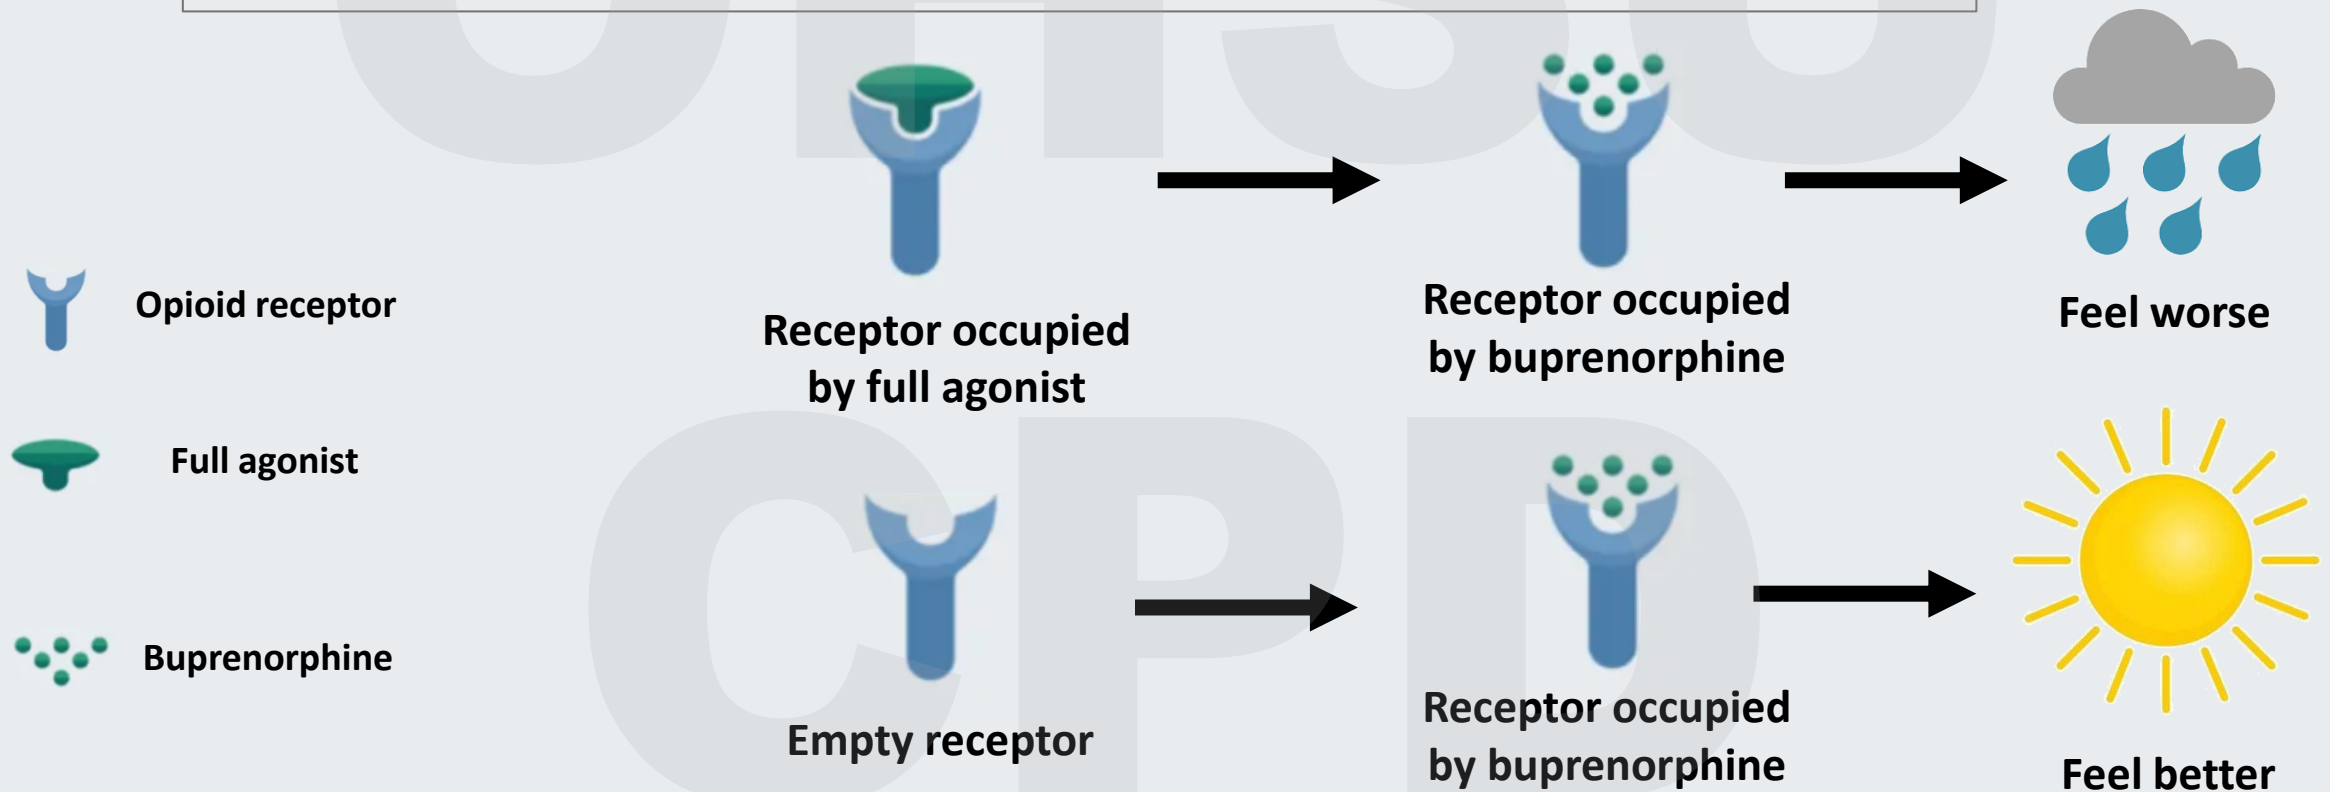 Opioid receptor
Full agonist
Buprenorphine
Receptor occupied
by full agonist
Receptor occupied
by buprenorphine
Feel worse
Empty receptor
Receptor occupied
by buprenorphine
Feel better
CPD